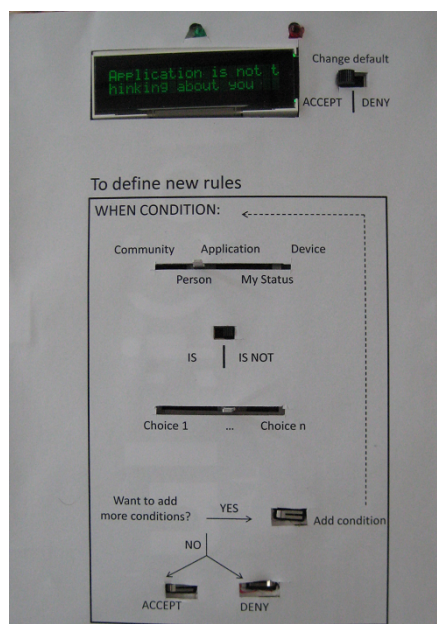 Application is not t
hinking about you
Change default
ACCEPT | DENY
To define new rules
WHEN CONDITION:
Community Application Device
Person My Status
IS | IS NOT
Choice 1 ... Choice n
Want to add
more conditions?
YES
Add condition
NO
ACCEPT DENY